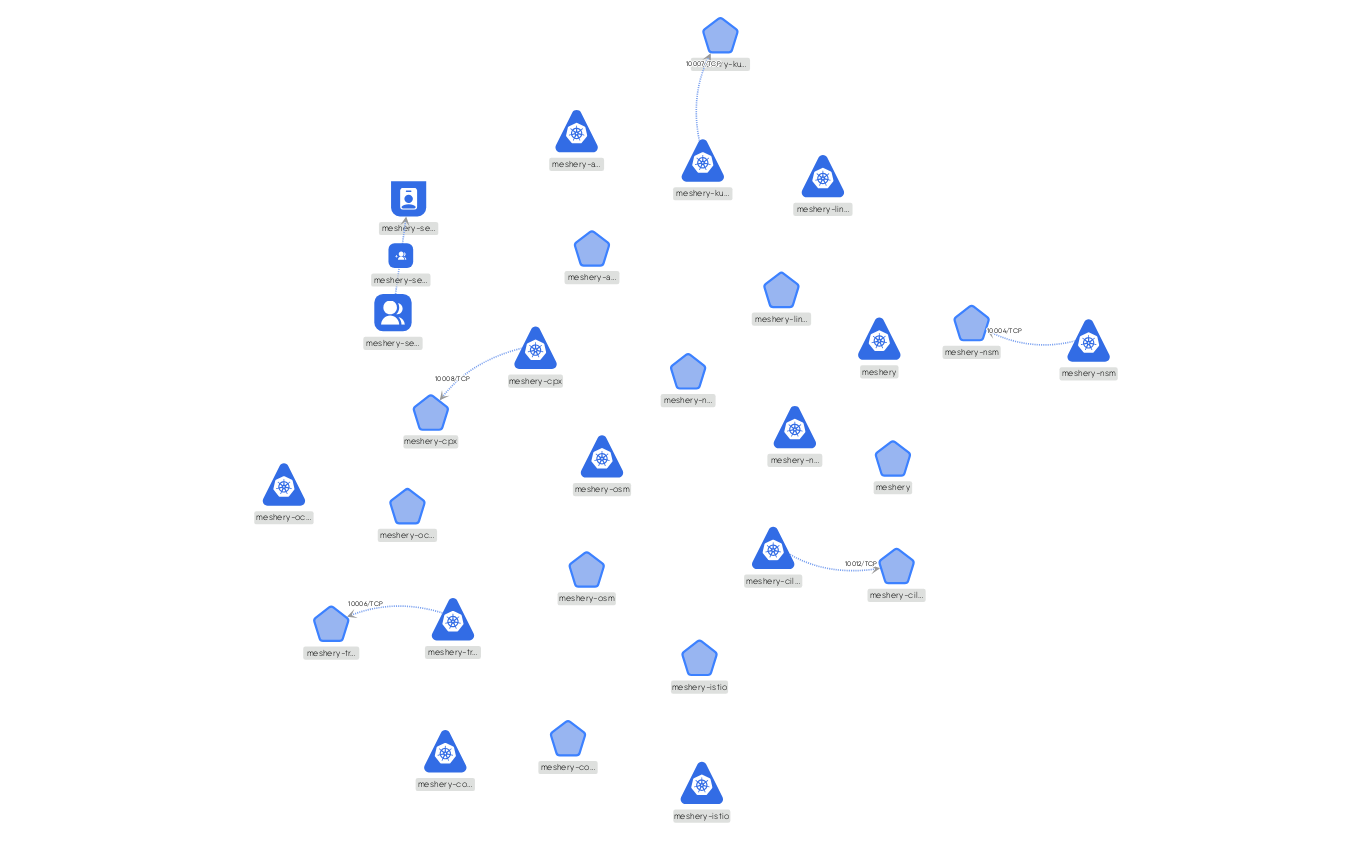 meshery-ku...
10007/TCP
meshery-a...
meshery-ku...
meshery-lin...
meshery-se...
meshery-a...
meshery-se...
meshery-lin...
10004/TCP
meshery-se...
meshery-nsm
meshery
meshery-nsm
10008/TCP
meshery-cpx
meshery-n...
meshery-cpx
meshery-n...
meshery-osm
meshery
meshery-oc...
meshery-oc...
10012/TCP
meshery-cil...
meshery-cil...
meshery-osm
10006/TCP
meshery-tr...
meshery-tr...
meshery-istio
meshery-co...
meshery-co...
meshery-istio